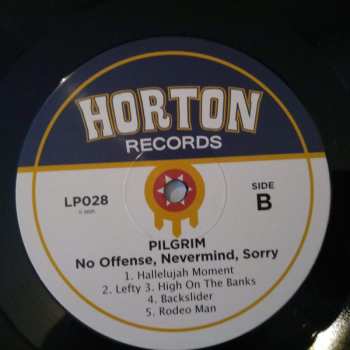 HORTON
RECORDS
LP028
SIDE
B
PILGRIM
No Offense, Nevermind, Sorry
1. Hallelujah Moment
2. Lefty 3. High On The Banks
4. Backslider
5. Rodeo Man